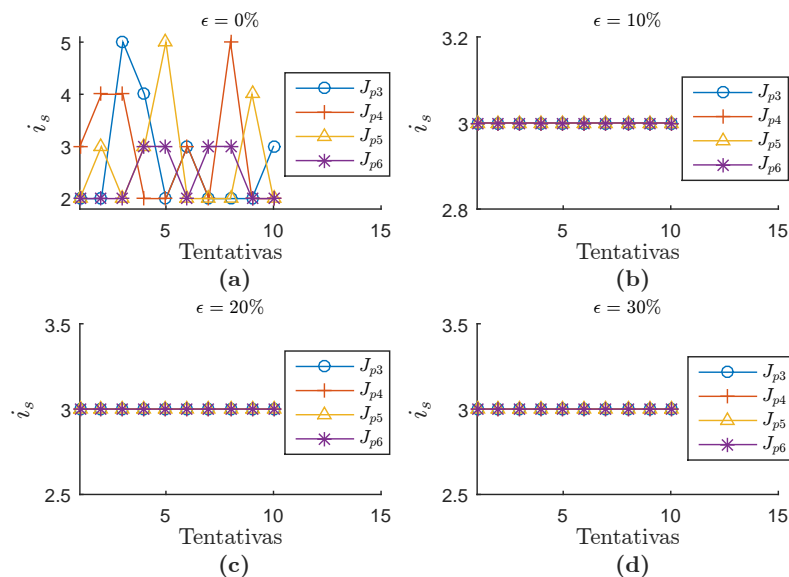 ϵ = 0%
5
4
3
2
i_s
J_p3
J_p4
J_p5
J_p6
5
10
15
Tentativas
(a)
ϵ = 10%
3.2
3
2.8
i_s
J_p3
J_p4
J_p5
J_p6
5
10
15
Tentativas
(b)
ϵ = 20%
3.5
3
2.5
i_s
J_p3
J_p4
J_p5
J_p6
5
10
15
Tentativas
(c)
ϵ = 30%
3.5
3
2.5
i_s
J_p3
J_p4
J_p5
J_p6
5
10
15
Tentativas
(d)